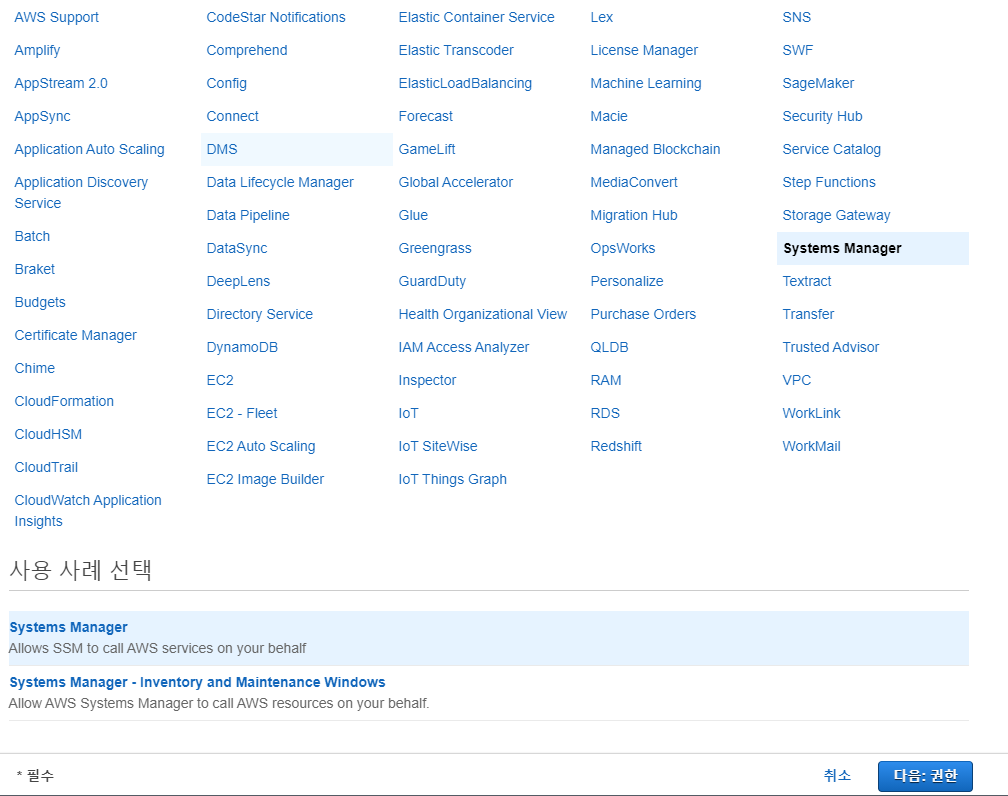 AWS Support
Amplify
AppStream 2.0
AppSync
Application Auto Scaling
Application Discovery
Service
Batch
Braket
Budgets
Certificate Manager
Chime
CloudFormation
CloudHSM
CloudTrail
CloudWatch Application
Insights
CodeStar Notifications
Comprehend
Config
Connect
DMS
Data Lifecycle Manager
Data Pipeline
DataSync
DeepLens
Directory Service
DynamoDB
EC2
EC2 - Fleet
EC2 Auto Scaling
EC2 Image Builder
Elastic Container Service
Elastic Transcoder
ElasticLoadBalancing
Forecast
GameLift
Global Accelerator
Glue
Greengrass
GuardDuty
Health Organizational View
IAM Access Analyzer
Inspector
IoT
IoT SiteWise
IoT Things Graph
Lex
License Manager
Machine Learning
Macie
Managed Blockchain
MediaConvert
Migration Hub
OpsWorks
Personalize
Purchase Orders
QLDB
RAM
RDS
Redshift
SNS
SWF
SageMaker
Security Hub
Service Catalog
Step Functions
Storage Gateway
Systems Manager
Textract
Transfer
Trusted Advisor
VPC
WorkLink
WorkMail
사용 사례 선택
Systems Manager
Allows SSM to call AWS services on your behalf
Systems Manager - Inventory and Maintenance Windows
Allow AWS Systems Manager to call AWS resources on your behalf.
* 필수
취소
다음: 권한